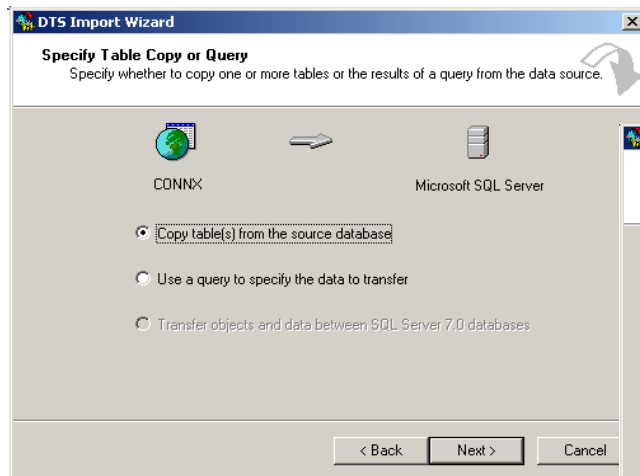 DTS Import Wizard
Specify Table Copy or Query
Specify whether to copy one or more tables or the results of a query from the data source.
CONNX
Microsoft SQL Server
Copy table(s) from the source database
Use a query to specify the data to transfer
Transfer objects and data between SQL Server 7.0 databases
< Back
Next >
Cancel